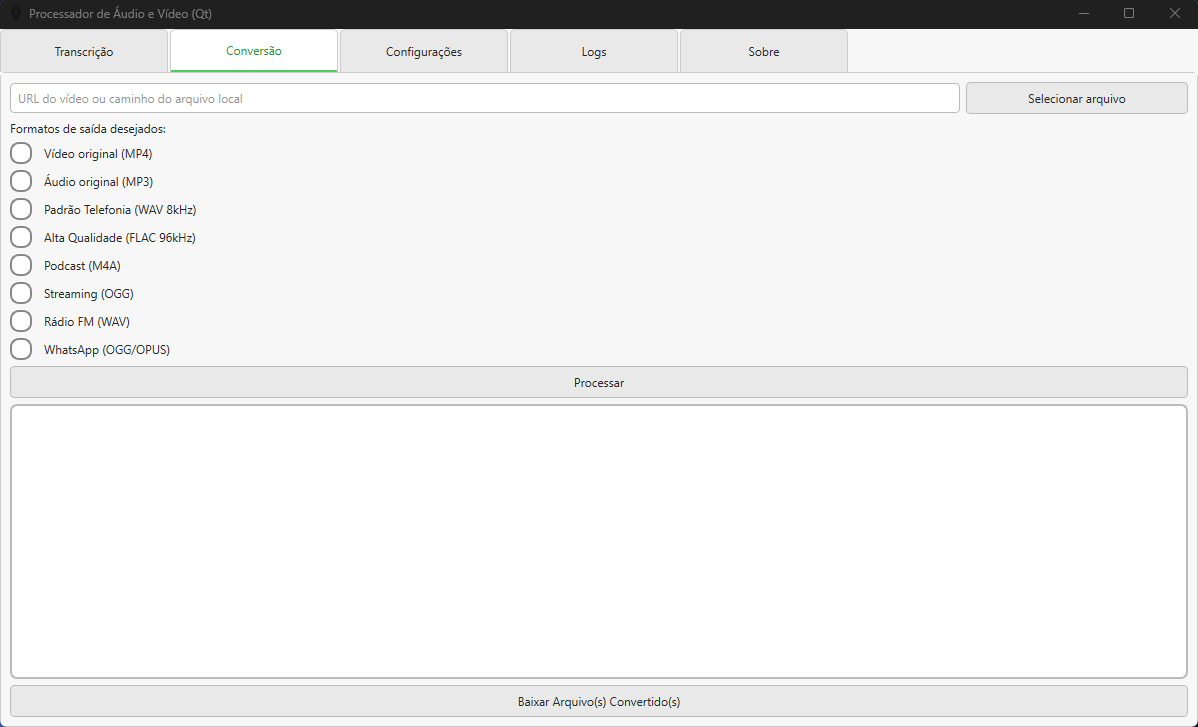 Processador de Áudio e Vídeo (Qt)
Transcrição Conversão Configurações Logs Sobre
URL do vídeo ou caminho do arquivo local Selecionar arquivo
Formatos de saída desejados:
Vídeo original (MP4)
Áudio original (MP3)
Padrão Telefonia (WAV 8kHz)
Alta Qualidade (FLAC 96kHz)
Podcast (M4A)
Streaming (OGG)
Rádio FM (WAV)
WhatsApp (OGG/OPUS)
Processar
Baixar Arquivo(s) Convertido(s)